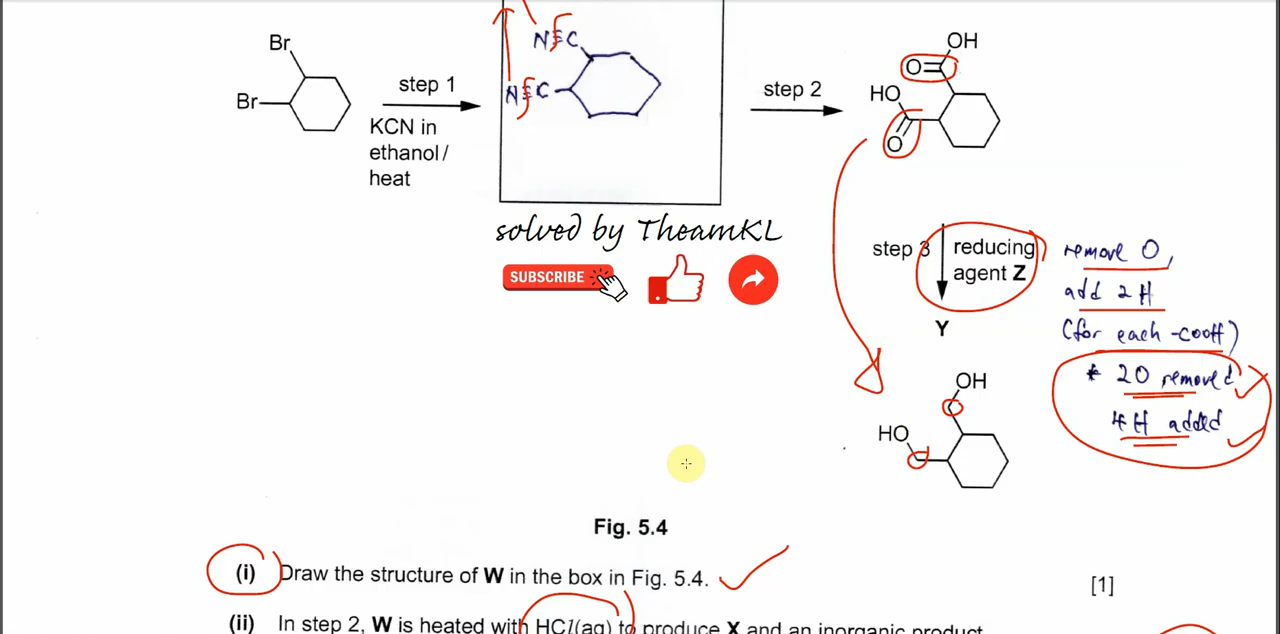 Br
Br
step 1
KCN in
ethanol/
heat
N≡C
N≡C
step 2
OH
O
HO
O
solved by TheamKL
SUBSCRIBE
step 3
reducing
agent Z
Y
remove O,
add 2H
(for each -COOH)
* 2O removed
4H added
OH
HO
Fig. 5.4
(i) Draw the structure of W in the box in Fig. 5.4.
[1]
(ii) In step 2, W is heated with HCl(aq) to produce X and an inorganic product